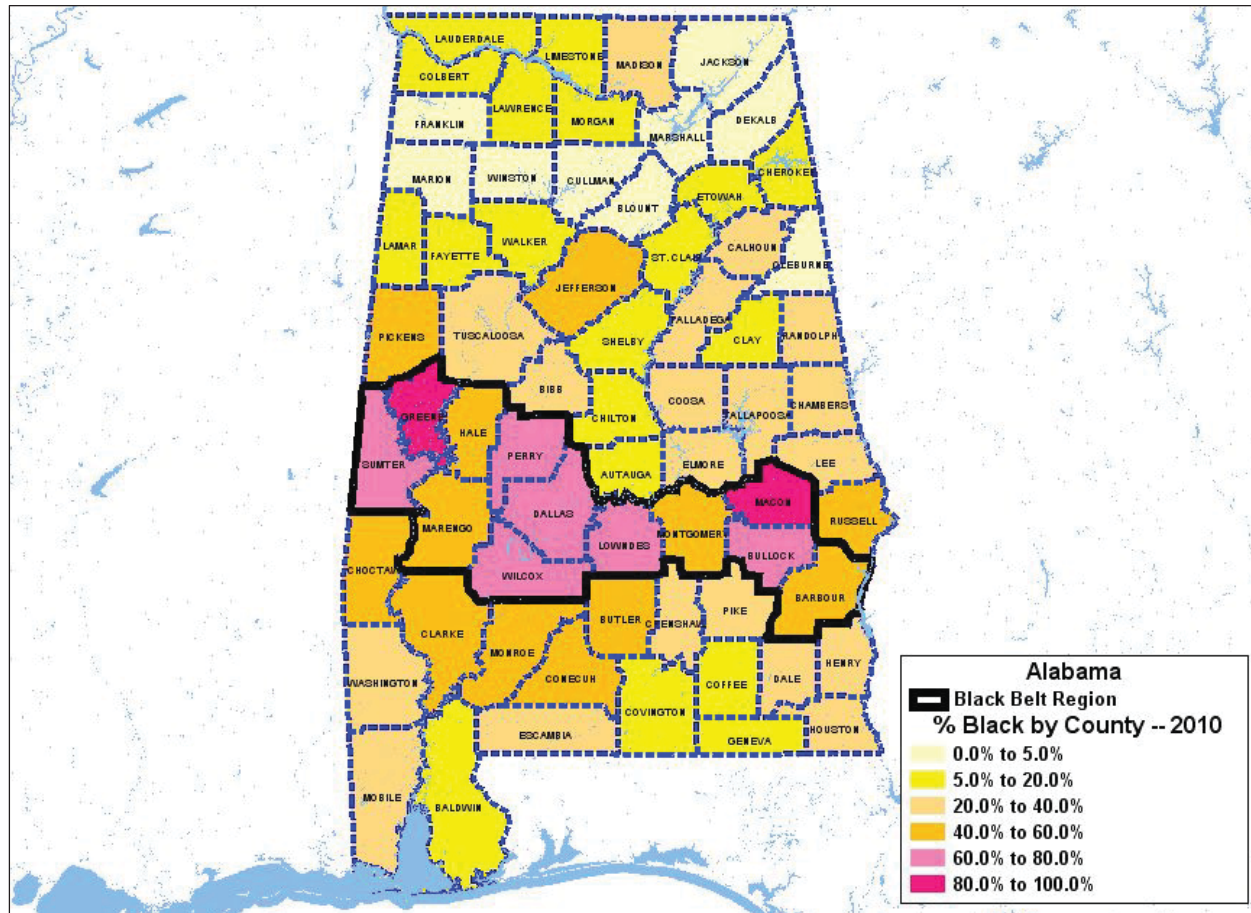 LAUDERDALE
LIMESTONE
MADISON
JACKSON
COLBERT
LAWRENCE
MORGAN
FRANKLIN
MARSHALL
DEKALB
MARION
WINSTON
CULLMAN
CHEROKEE
BLOUNT
ETOWAH
LAMAR
FAYETTE
WALKER
ST. CLAIR
CALHOUN
CLEBURNE
JEFFERSON
PICKENS
TUSCALOOSA
SHELBY
TALLADEGA
CLAY
RANDOLPH
BIBB
GREENE
HALE
CHILTON
COOSA
TALLAPOOSA
CHAMBERS
SUMTER
PERRY
AUTAUGA
ELMORE
LEE
MARENGO
DALLAS
LOWNDES
MONTGOMERY
MACON
RUSSELL
BULLOCK
CHOCTAW
WILCOX
BARBOUR
CLARKE
MONROE
BUTLER
CRENSHAW
PIKE
WASHINGTON
CONECUH
COVINGTON
COFFEE
DALE
HENRY
ESCAMBIA
GENEVA
HOUSTON
MOBILE
BALDWIN
Alabama
Black Belt Region
% Black by County -- 2010
0.0% to 5.0%
5.0% to 20.0%
20.0% to 40.0%
40.0% to 60.0%
60.0% to 80.0%
80.0% to 100.0%